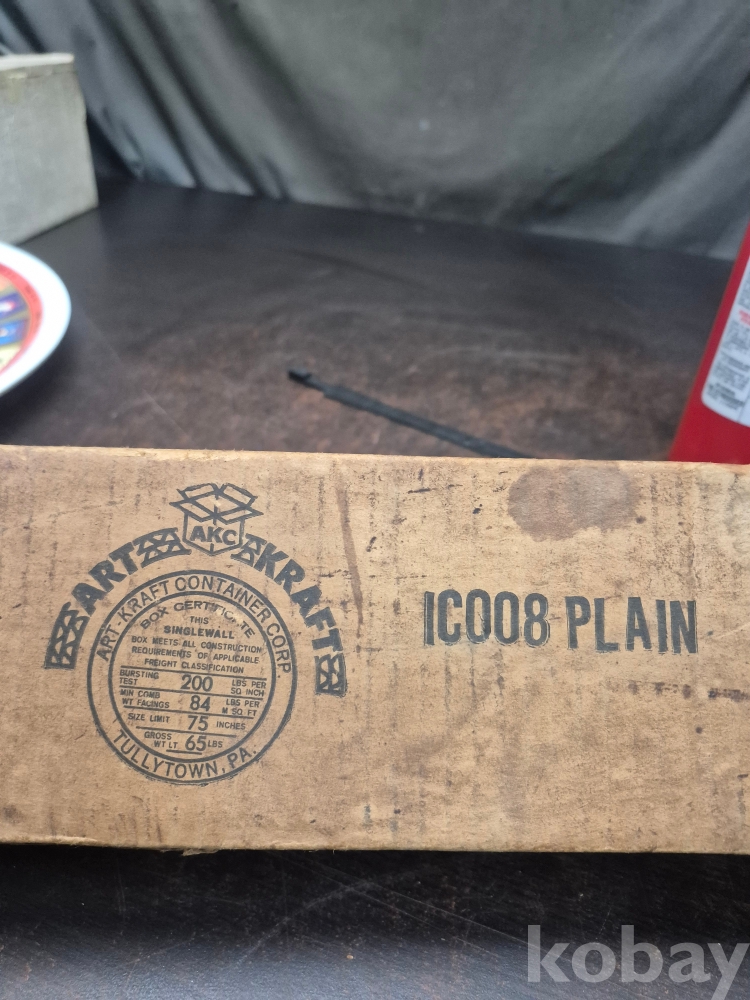 AKC
ART KRAFT
ART-KRAFT CONTAINER CORP
BOX CERTIFICATE
THIS
SINGLEWALL
BOX MEETS ALL CONSTRUCTION
REQUIREMENTS OF APPLICABLE
FREIGHT CLASSIFICATION
BURSTING TEST 200 LBS PER SQ INCH
MIN COMB WT FACINGS 84 LBS PER M SQ FT
SIZE LIMIT 75 INCHES
GROSS WT LT. 65 LBS
TULLYTOWN, PA.
IC008 PLAIN
kobay